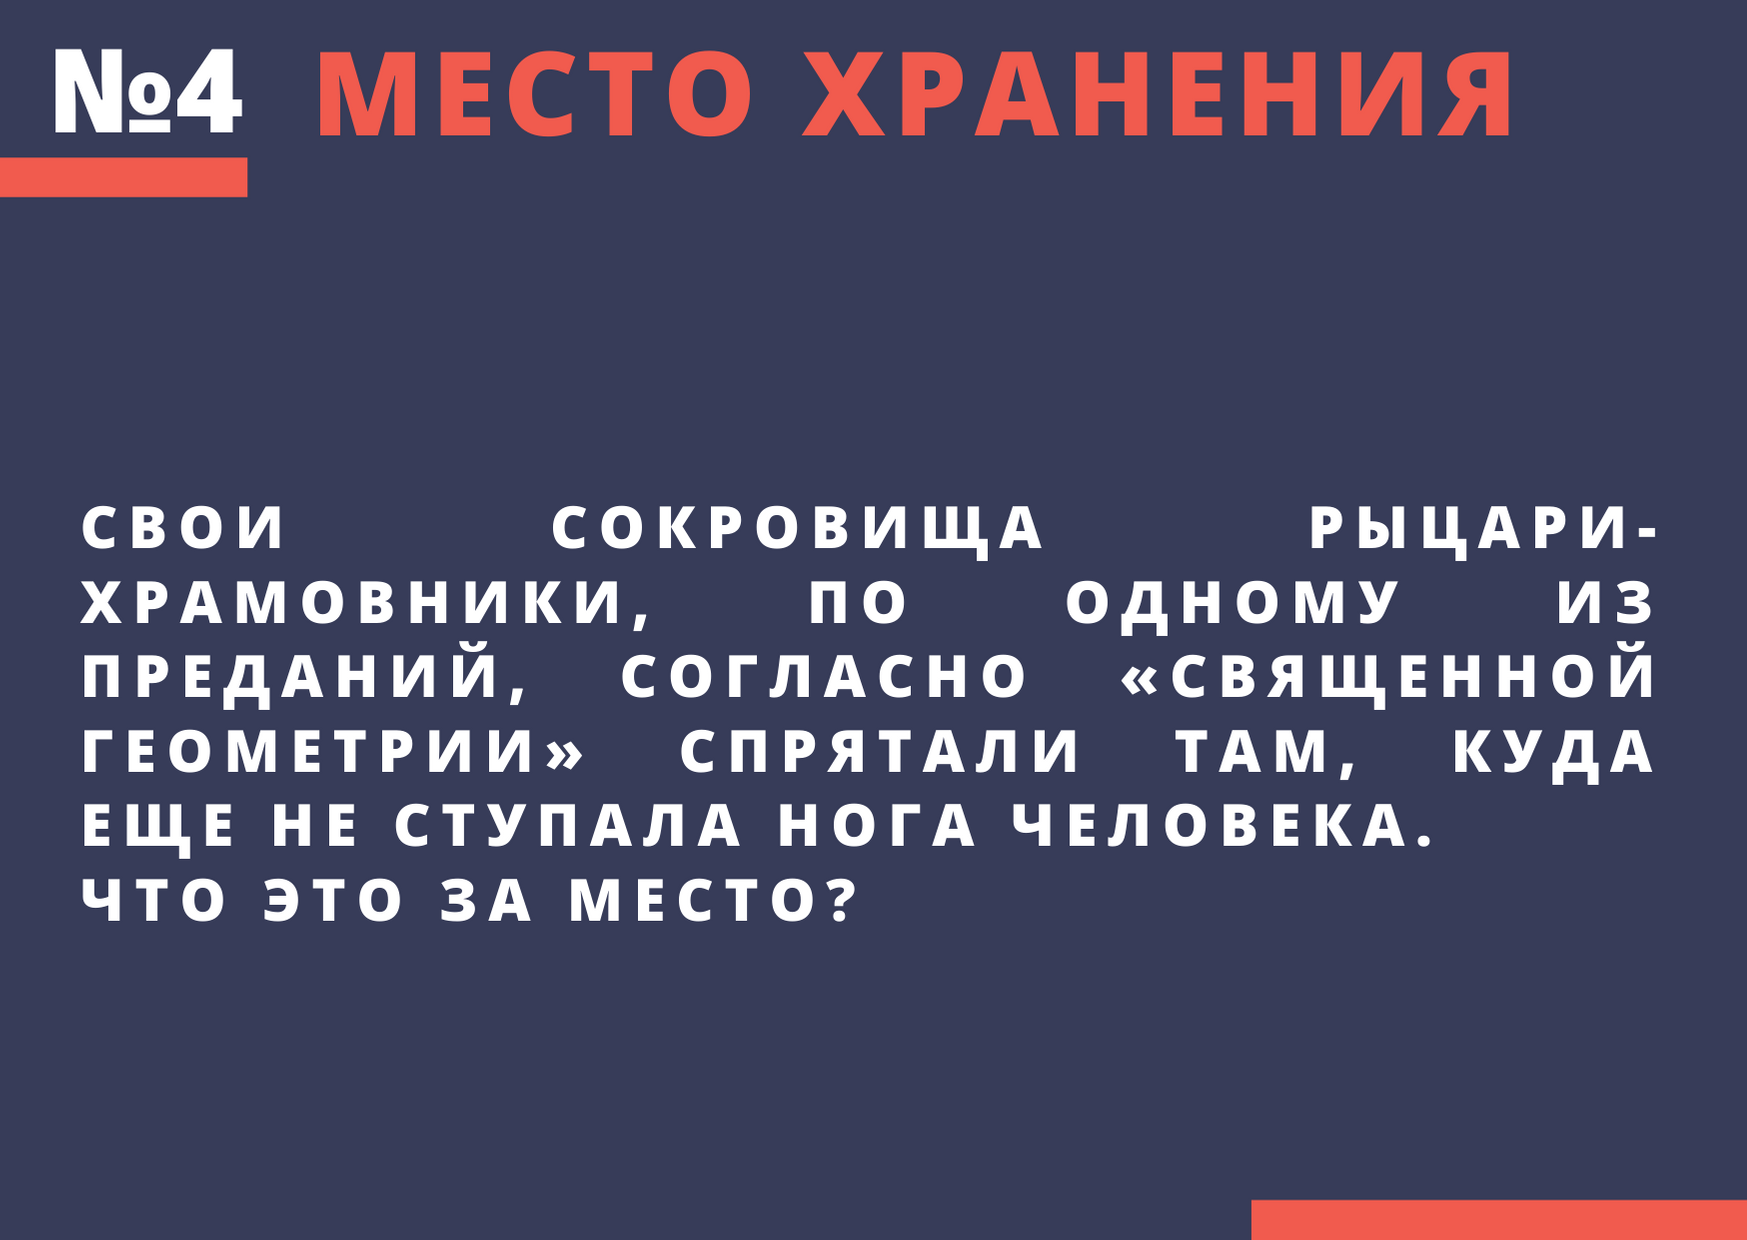 №4 МЕСТО ХРАНЕНИЯ
СВОИ СОКРОВИЩА РЫЦАРИ-
ХРАМОВНИКИ, ПО ОДНОМУ ИЗ
ПРЕДАНИЙ, СОГЛАСНО «СВЯЩЕННОЙ
ГЕОМЕТРИИ» СПРЯТАЛИ ТАМ, КУДА
ЕЩЕ НЕ СТУПАЛА НОГА ЧЕЛОВЕКА.
ЧТО ЭТО ЗА МЕСТО?